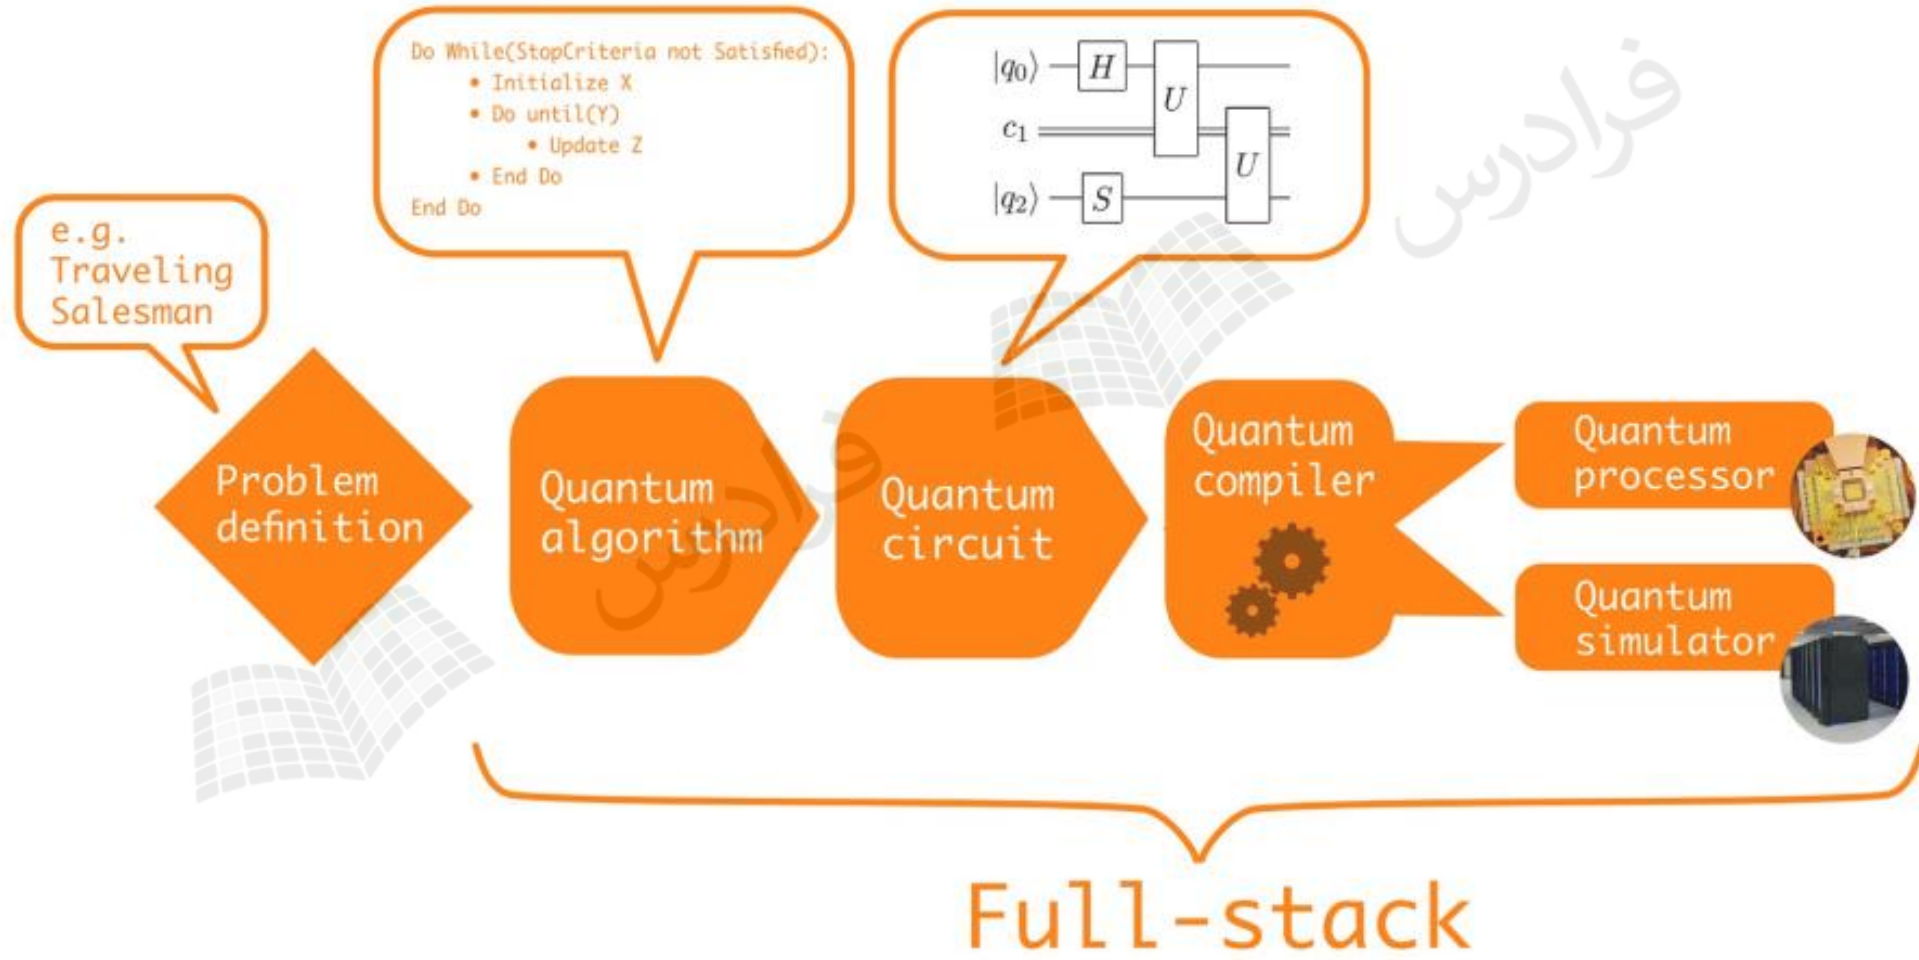 e.g.
Traveling
Salesman
Do While(StopCriteria not Satisfied):
• Initialize X
• Do until(Y)
• Update Z
• End Do
End Do
|q₀⟩ H U
c₁
|q₂⟩ S U
Problem
definition
Quantum
algorithm
Quantum
circuit
Quantum
compiler
Quantum
processor
Quantum
simulator
Full-stack
فرادرس
فرادرس